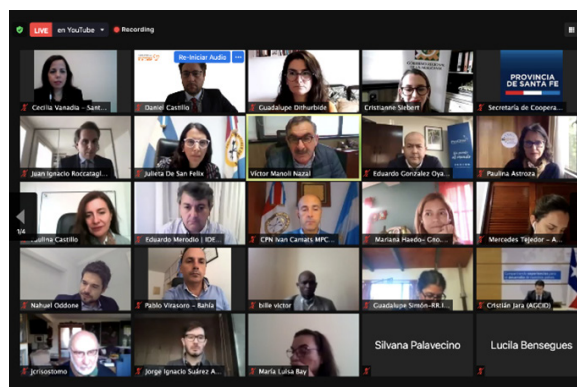 LIVE en YouTube Recording
Cecilia Vanadia - Sant...
Re-iniciar Audio ...
Daniel Castillo
Guadalupe Dithurbide
Cristianne Siebert
PROVINCIA
DE SANTA FE
Secretaría de Coopera...
Juan Ignacio Roccatagl...
Julieta De San Felix
Victor Manoli Nazal
Eduardo Gonzalez Oya...
Paulina Astroza
1/4
Paulina Castillo
Eduardo Merodio | IDE...
CPN Ivan Camats MFC...
Mariana Haedo- Gno...
Mercedes Tejedor - A...
Nahuel Oddone
Pablo Virasoro - Bahía
bille victor
Guadalupe Simón-RR.I...
Cristián Jara (AGCID)
jcrisostomo
Jorge Ignacio Suárez A...
María Luisa Bay
Silvana Palavecino
Lucila Bensegues